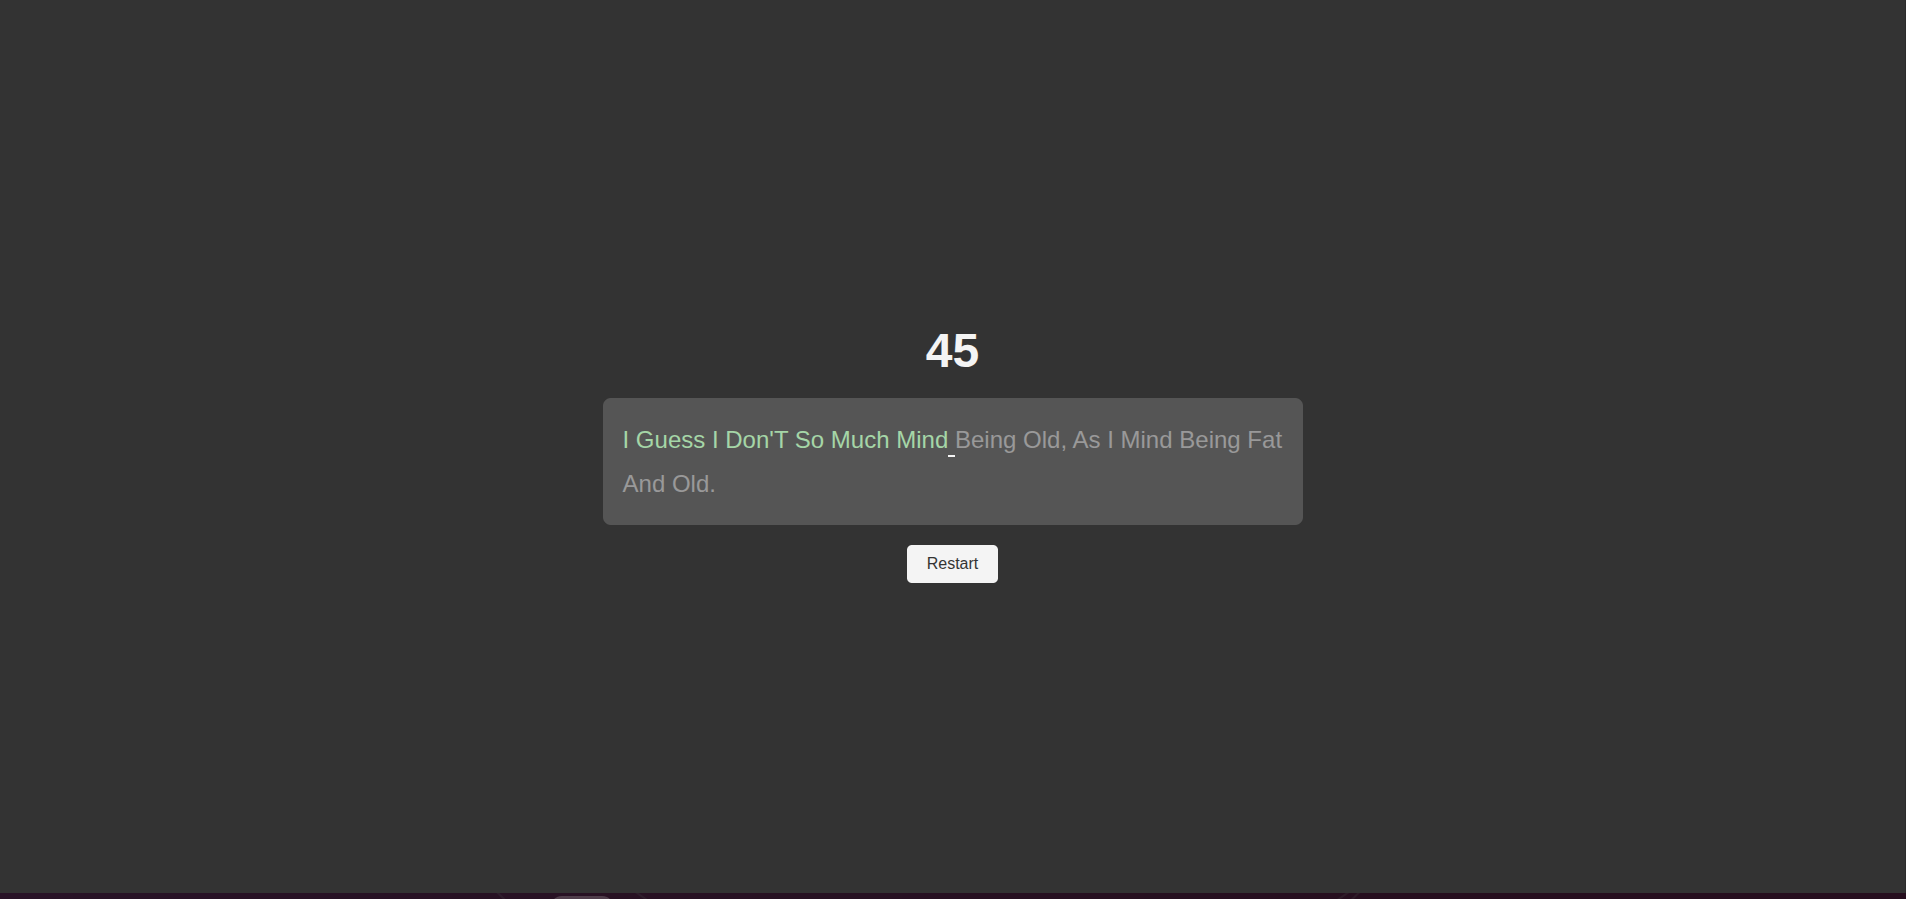 45
I Guess I Don'T So Much Mind Being Old, As I Mind Being Fat
And Old.
Restart